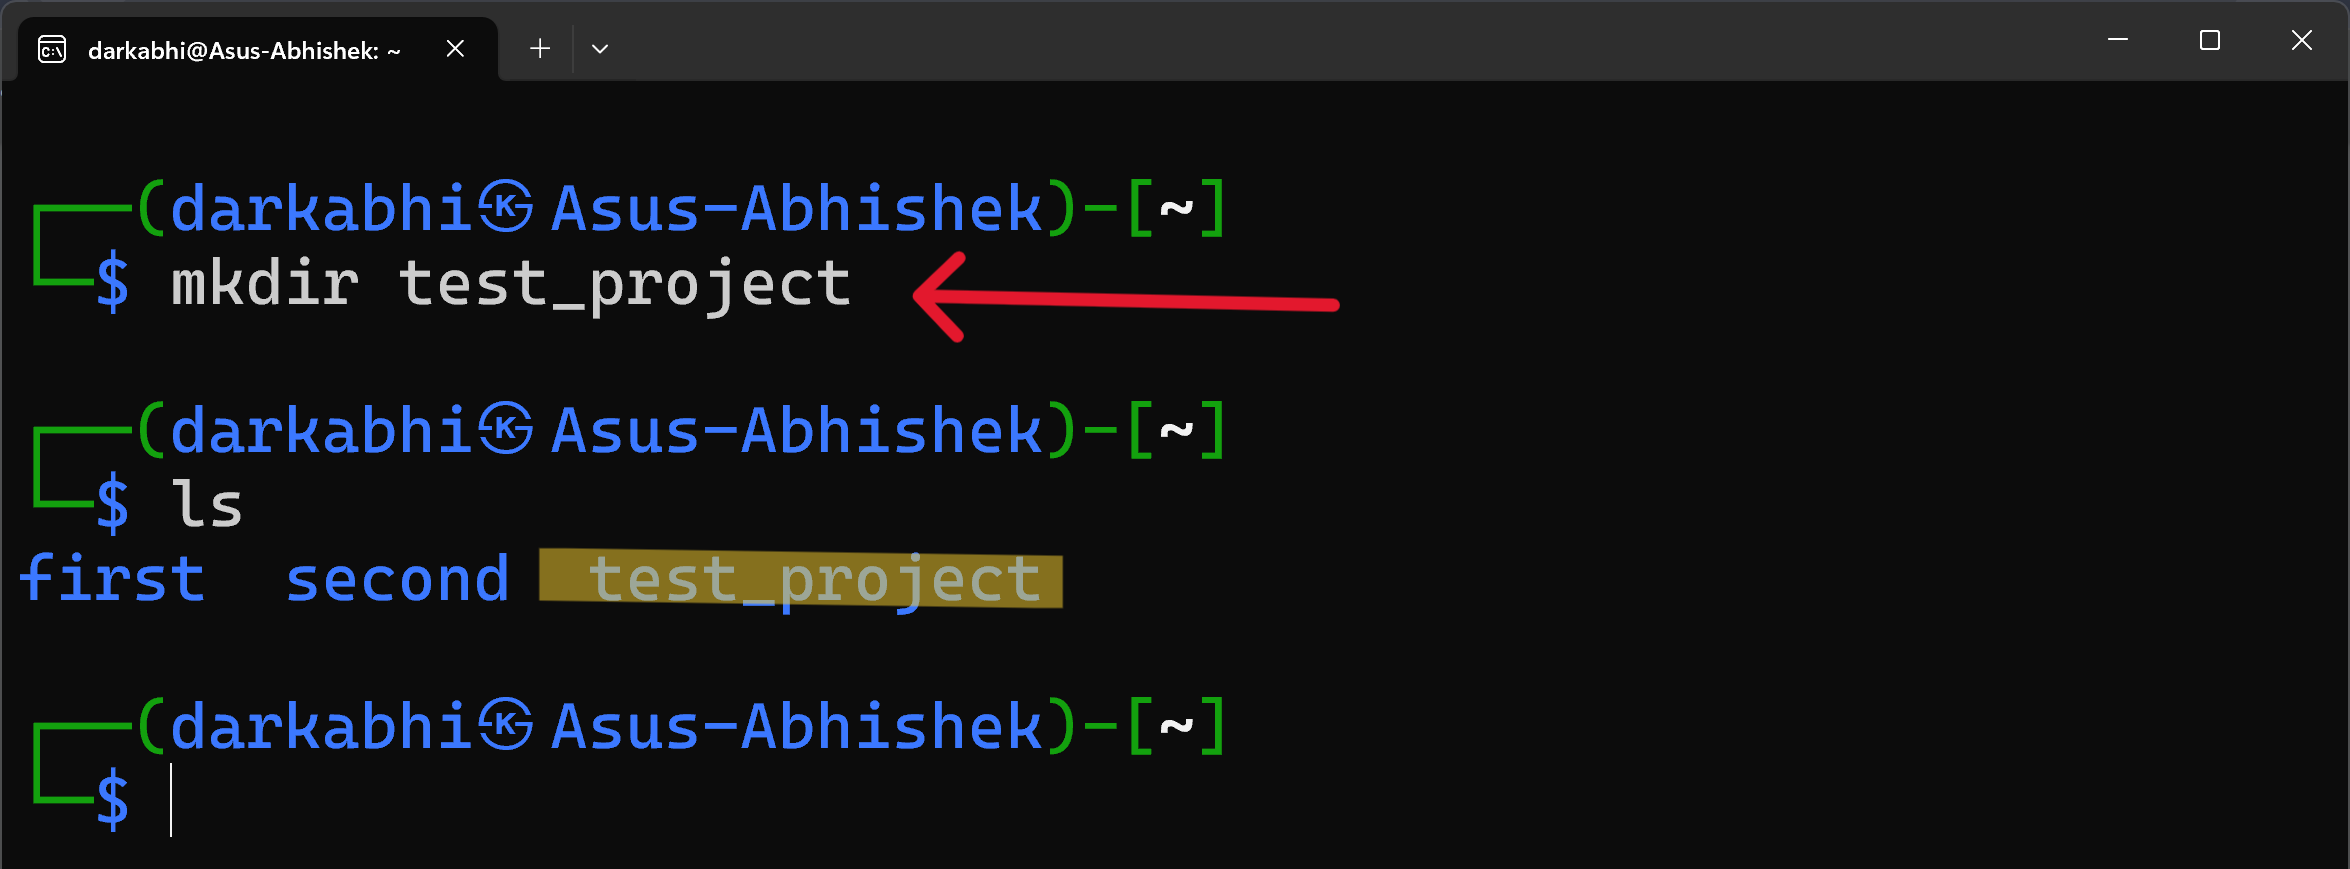 darkabhi@Asus-Abhishek: ~
┌──(darkabhi㉿Asus-Abhishek)-[~]
└─$ mkdir test_project
┌──(darkabhi㉿Asus-Abhishek)-[~]
└─$ ls
first  second  test_project
┌──(darkabhi㉿Asus-Abhishek)-[~]
└─$